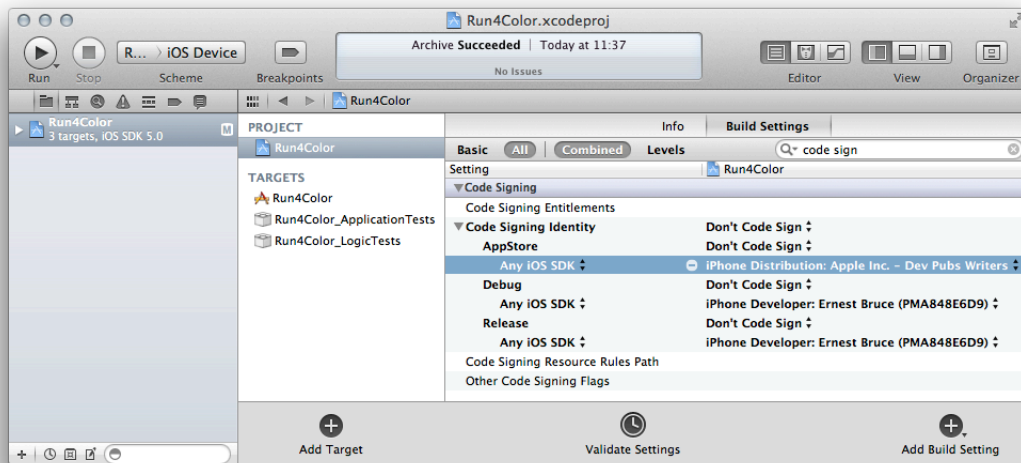 Run4Color.xcodeproj
R... iOS Device
Archive Succeeded | Today at 11:37
No Issues
Run Stop Scheme Breakpoints Editor View Organizer
Run4Color
Run4Color
3 targets, iOS SDK 5.0
M
PROJECT
Run4Color
TARGETS
Run4Color
Run4Color_ApplicationTests
Run4Color_LogicTests
Info Build Settings
Basic All Combined Levels code sign
Setting Run4Color
Code Signing
Code Signing Entitlements
Code Signing Identity Don't Code Sign
AppStore Don't Code Sign
Any iOS SDK iPhone Distribution: Apple Inc. – Dev Pubs Writers
Debug Don't Code Sign
Any iOS SDK iPhone Developer: Ernest Bruce (PMA848E6D9)
Release Don't Code Sign
Any iOS SDK iPhone Developer: Ernest Bruce (PMA848E6D9)
Code Signing Resource Rules Path
Other Code Signing Flags
Add Target Validate Settings Add Build Setting